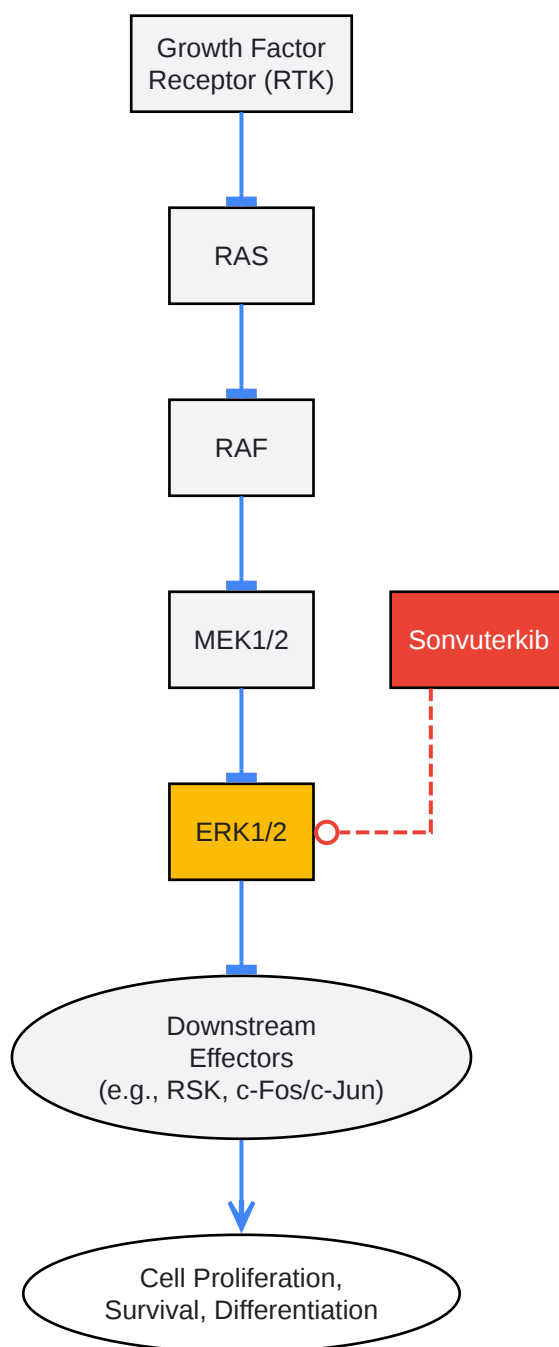 Growth Factor
Receptor (RTK)
RAS
RAF
MEK1/2
Sonvuterkib
ERK1/2
Downstream
Effectors
(e.g., RSK, c-Fos/c-Jun)
Cell Proliferation,
Survival, Differentiation